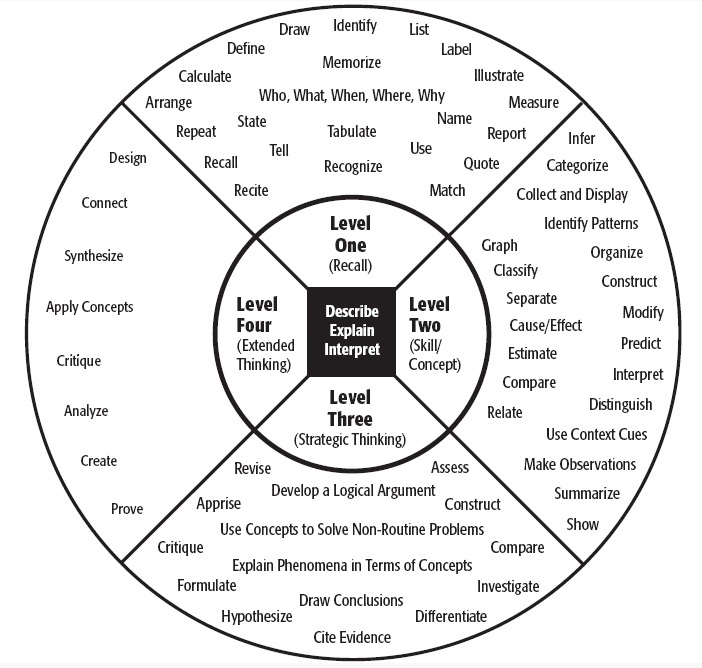 Draw
Identify
List
Define
Label
Memorize
Calculate
Illustrate
Who, What, When, Where, Why
Arrange
Measure
State
Name
Repeat
Tabulate
Report
Tell
Use
Recall
Recognize
Quote
Recite
Match
Level
One
(Recall)
Infer
Categorize
Collect and Display
Identify Patterns
Graph
Organize
Classify
Construct
Separate
Modify
Cause/Effect
Predict
Estimate
Interpret
Compare
Distinguish
Relate
Use Context Cues
Make Observations
Summarize
Show
Level
Two
(Skill/
Concept)
Describe
Explain
Interpret
Level
Three
(Strategic Thinking)
Revise
Assess
Develop a Logical Argument
Apprise
Construct
Use Concepts to Solve Non-Routine Problems
Critique
Compare
Explain Phenomena in Terms of Concepts
Formulate
Investigate
Draw Conclusions
Hypothesize
Differentiate
Cite Evidence
Level
Four
(Extended
Thinking)
Design
Connect
Synthesize
Apply Concepts
Critique
Analyze
Create
Prove